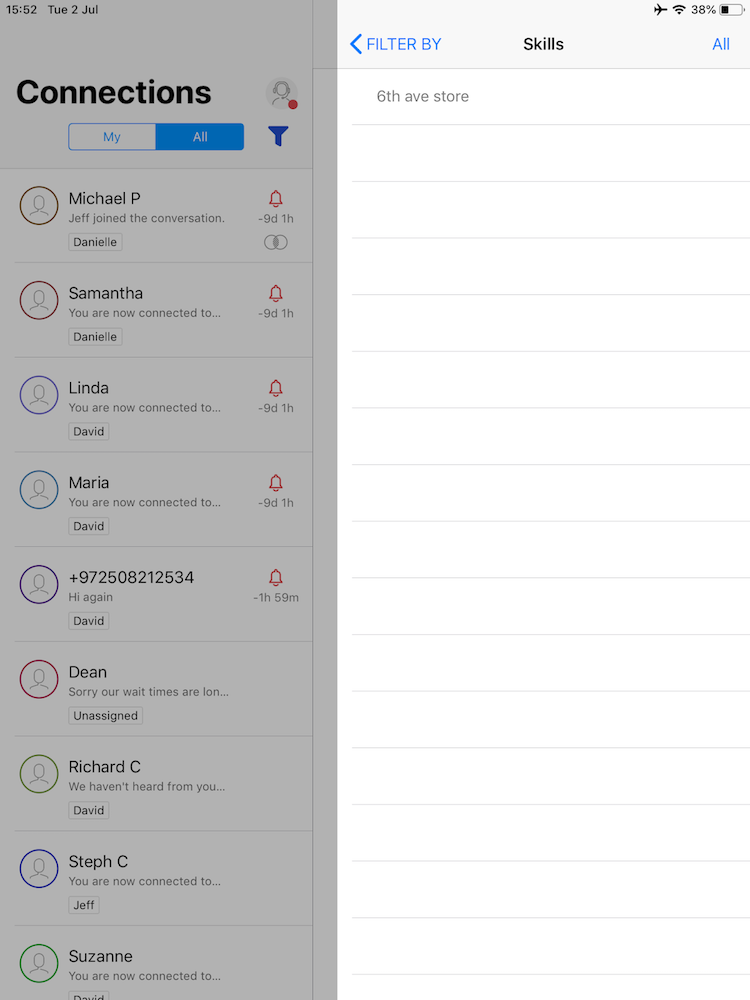 15:52 Tue 2 Jul
38%
Connections
My All
Michael P
Jeff joined the conversation.
-9d 1h
Danielle
Samantha
You are now connected to...
-9d 1h
Danielle
Linda
You are now connected to...
-9d 1h
David
Maria
You are now connected to...
-9d 1h
David
+972508212534
Hi again
-1h 59m
David
Dean
Sorry our wait times are lon...
Unassigned
Richard C
We haven't heard from you...
David
Steph C
You are now connected to...
Jeff
Suzanne
You are now connected to...
David
FILTER BY Skills All
6th ave store